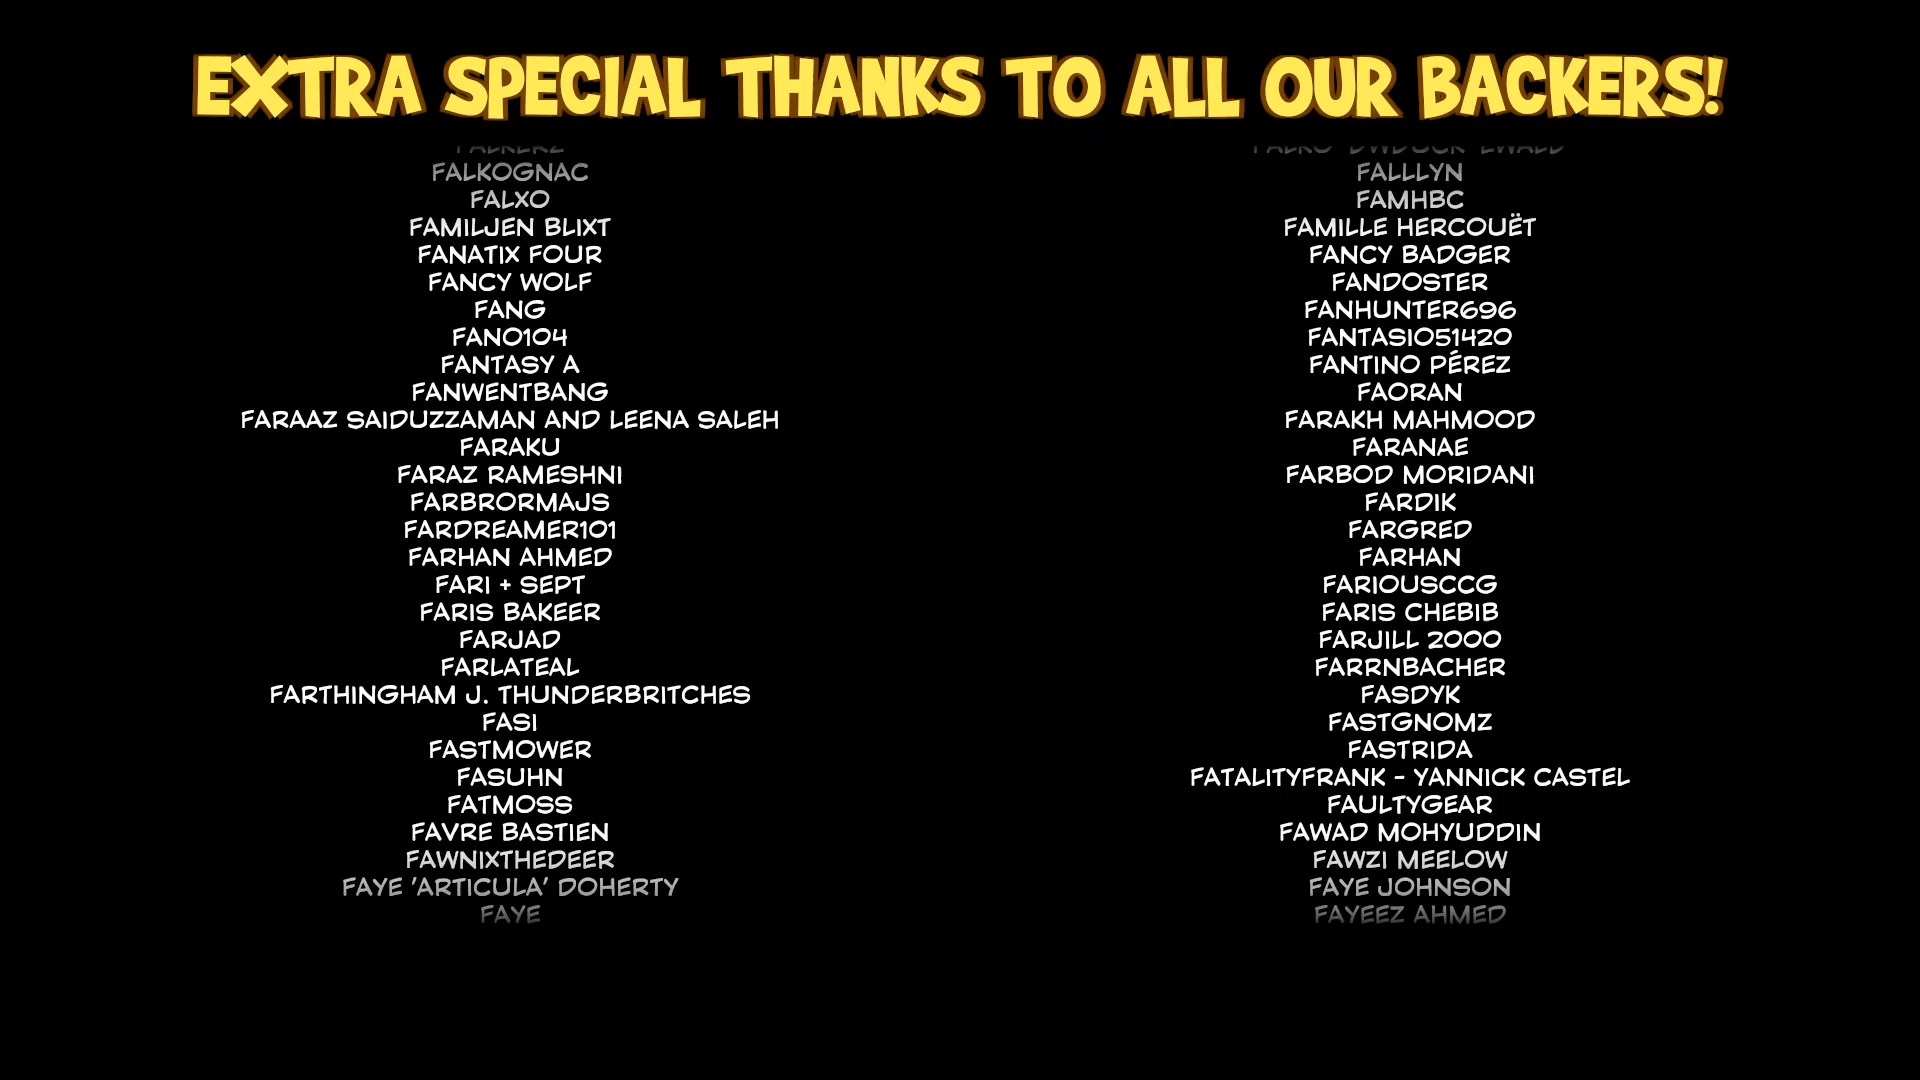 EXTRA SPECIAL THANKS TO ALL OUR BACKERS!
FALKOGNAC
FALLLYN
FALXO
FAMHBC
FAMILJEN BLIXT
FAMILLE HERCOUËT
FANATIX FOUR
FANCY BADGER
FANCY WOLF
FANDOSTER
FANG
FANHUNTER696
FANO104
FANTASIO51420
FANTASY A
FANTINO PÉREZ
FANWENTBANG
FAORAN
FARAAZ SAIDUZZAMAN AND LEENA SALEH
FARAKH MAHMOOD
FARAKU
FARANAE
FARAZ RAMESHNI
FARBOD MORIDANI
FARBRORMAJS
FARDIK
FARDREAMER101
FARGRED
FARHAN AHMED
FARHAN
FARI + SEPT
FARIOUSCCG
FARIS BAKEER
FARIS CHEBIB
FARJAD
FARJILL 2000
FARLATEAL
FARRNBACHER
FARTHINGHAM J. THUNDERBRITCHES
FASDYK
FASI
FASTGNOMZ
FASTMOWER
FASTRIDA
FASUHN
FATALITYFRANK - YANNICK CASTEL
FATMOSS
FAULTYGEAR
FAVRE BASTIEN
FAWAD MOHYUDDIN
FAWNIXTHEDEER
FAWZI MEELOW
FAYE 'ARTICULA' DOHERTY
FAYE JOHNSON
FAYE
FAYEEZ AHMED